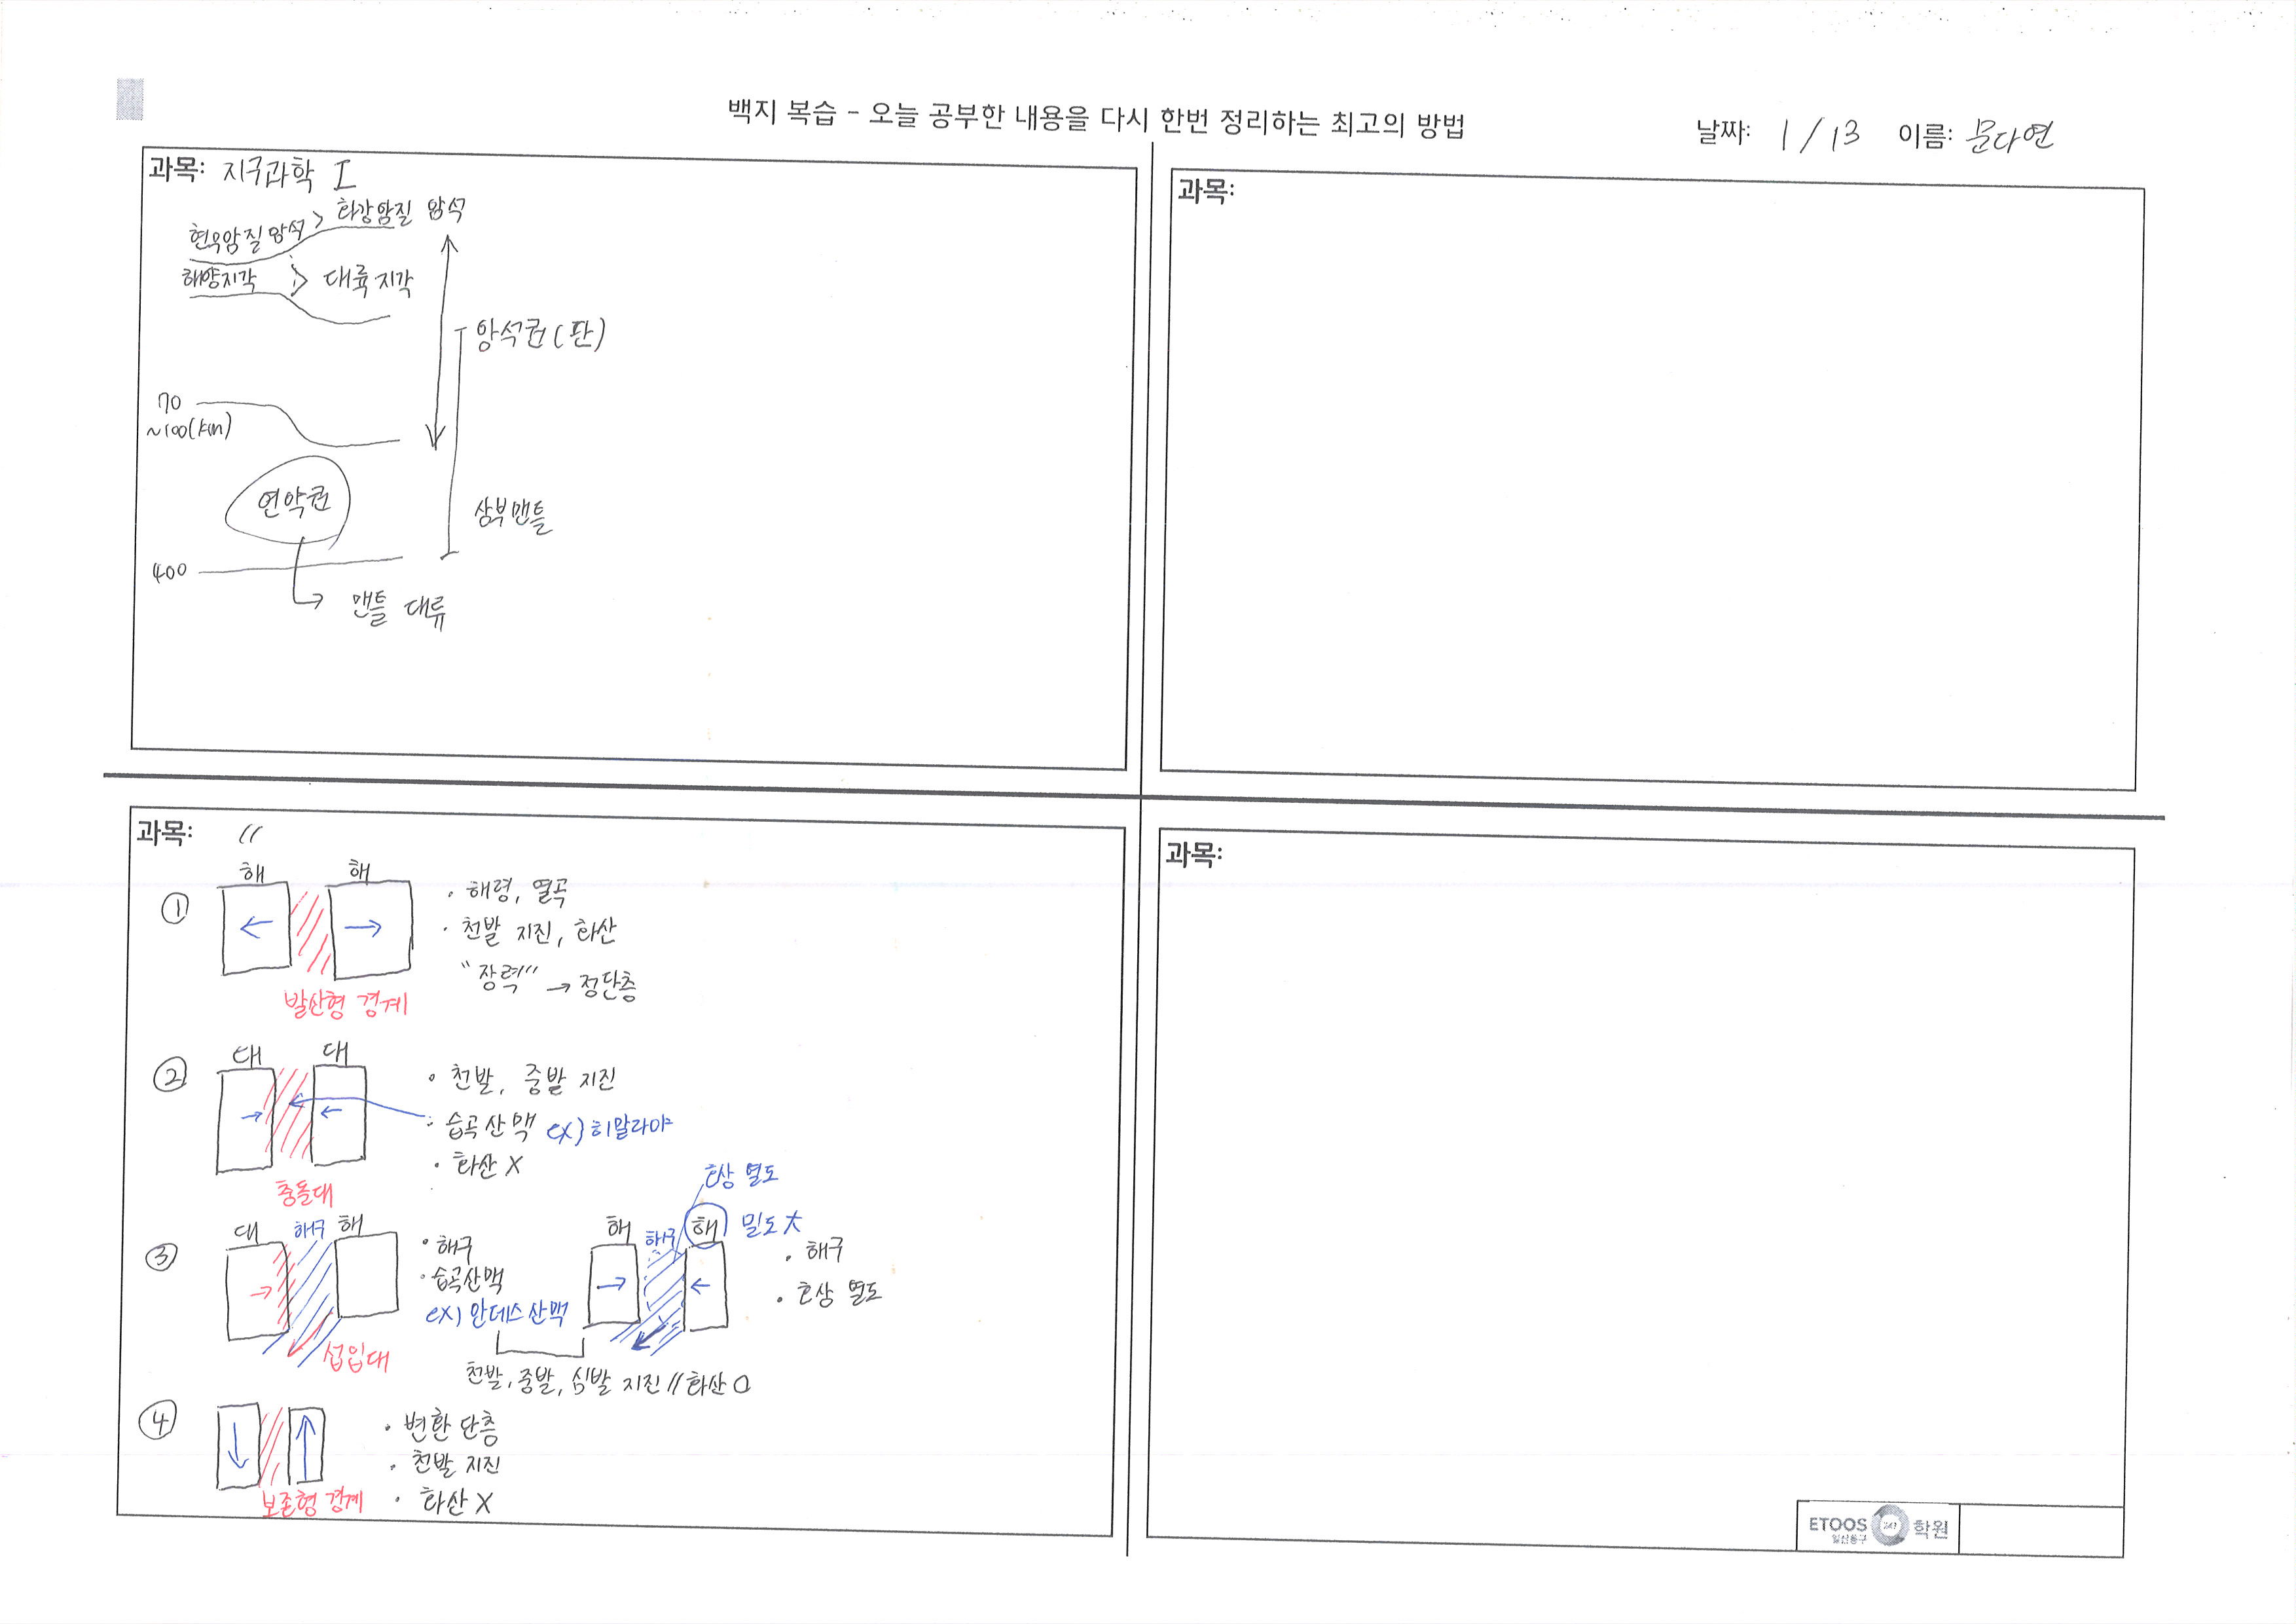 백지 복습 - 오늘 공부한 내용을 다시 한번 정리하는 최고의 방법
날짜: 1/13 이름: 문다연
과목: 지구과학 I
현무암질 암석 > 화강암질 암석
해양지각 > 대륙지각
암석권(판)
70
~100(km)
연약권
상부맨틀
400
맨틀 대류
과목:
과목: "
① 해 해
· 해령, 열곡
· 천발 지진, 화산
"장력" → 정단층
발산형 경계
② 대 대
· 천발, 중발 지진
· 습곡산맥 ex) 히말라야
· 화산 X
충돌대
③ 대 해구 해
· 해구
· 습곡산맥
ex) 안데스 산맥
섭입대
호상 열도
해 해구 해 밀도 大
· 해구
· 호상 열도
천발, 중발, 심발 지진 // 화산 O
④
· 변환 단층
· 천발 지진
· 화산 X
보존형 경계
과목:
ETOOS 247 학원
일산동구